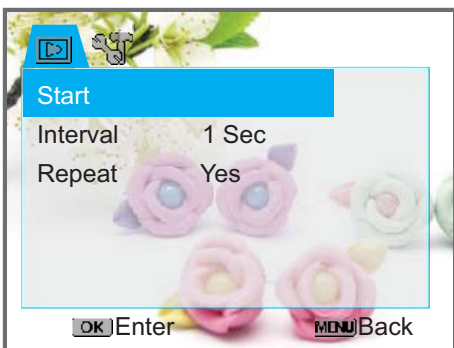 Start
Interval 1 Sec
Repeat Yes
OK Enter MENU Back